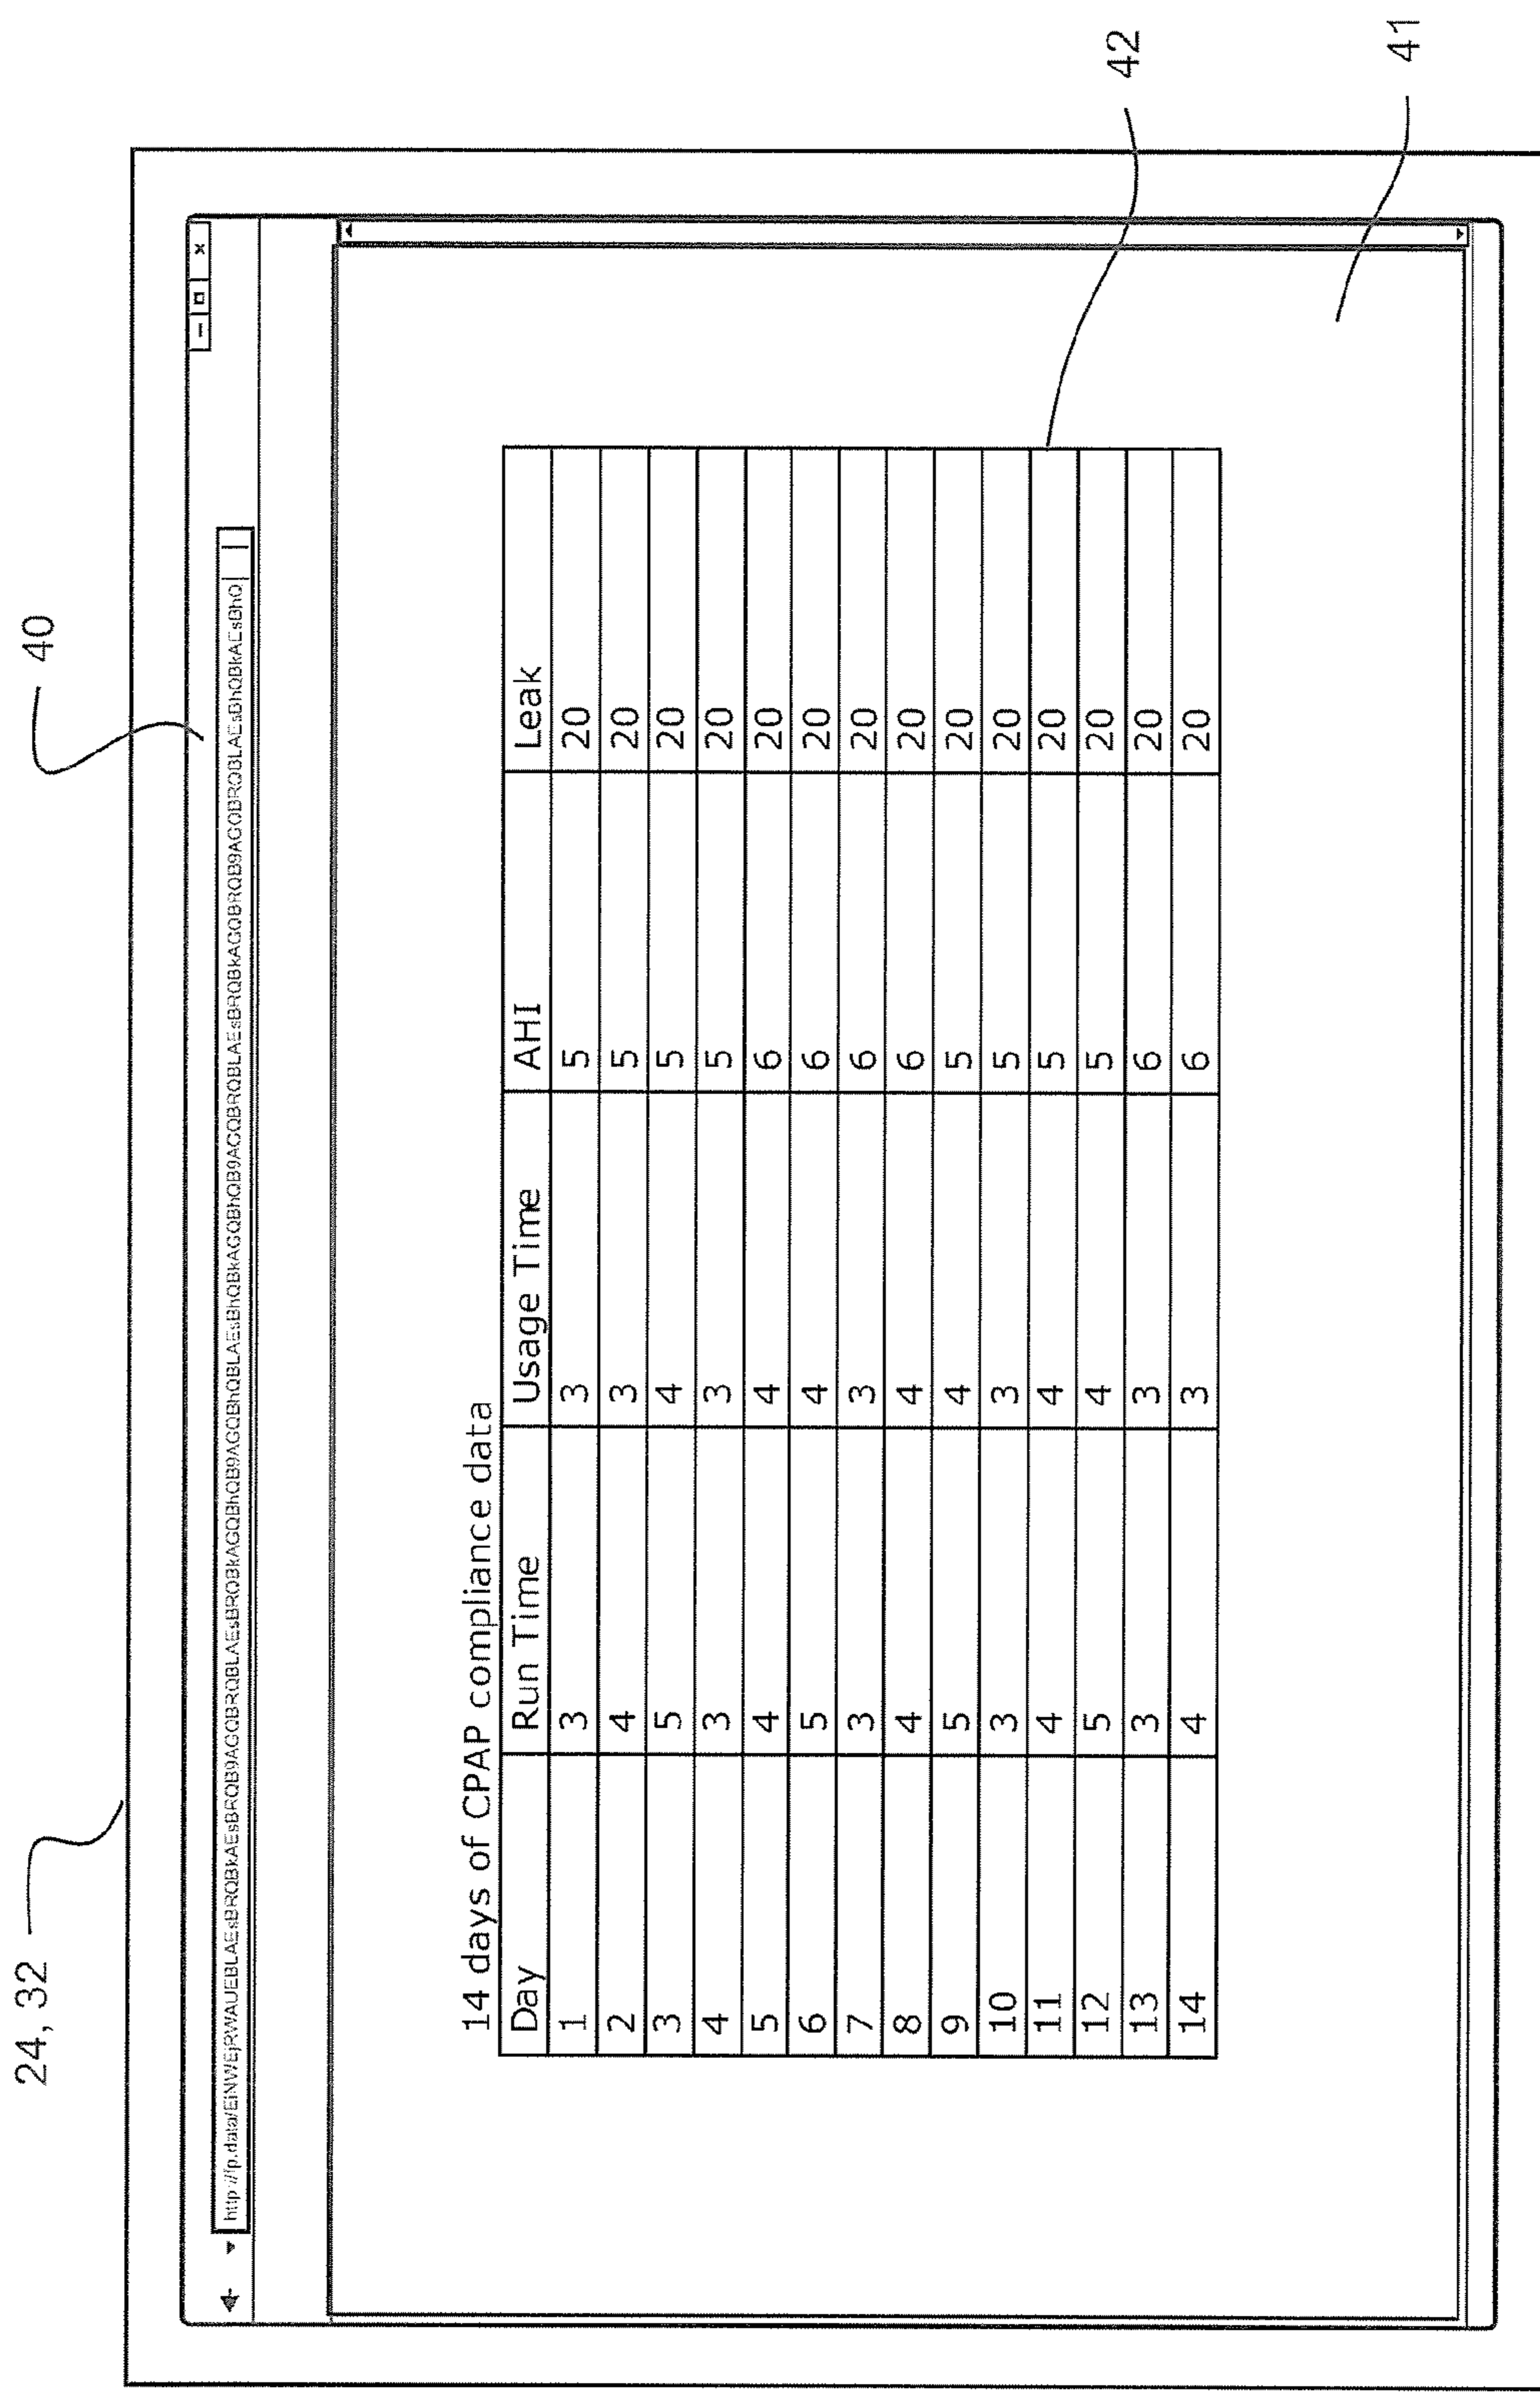 24, 32
40
14 days of CPAP compliance data
Day Run Time Usage Time AHI Leak
1 3 3 5 20
2 4 3 5 20
3 5 4 5 20
4 3 3 5 20
5 4 4 6 20
6 5 4 6 20
7 3 3 6 20
8 4 4 6 20
9 5 4 5 20
10 3 3 5 20
11 4 4 5 20
12 5 4 5 20
13 3 3 6 20
14 4 3 6 20
42
41